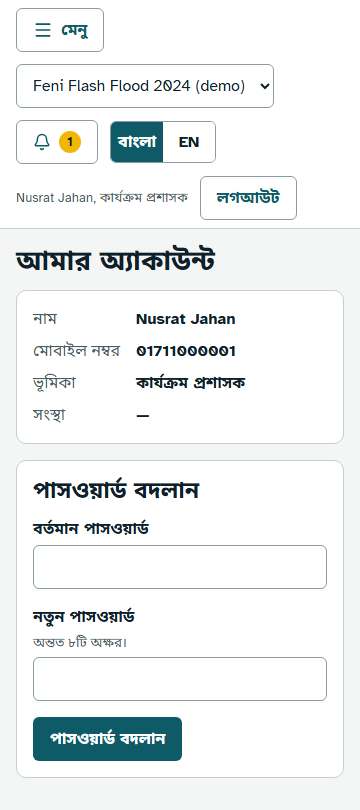 মেনু
Feni Flash Flood 2024 (demo)
1
বাংলা EN
Nusrat Jahan, কার্যক্রম প্রশাসক লগআউট
আমার অ্যাকাউন্ট
নাম Nusrat Jahan
মোবাইল নম্বর 01711000001
ভূমিকা কার্যক্রম প্রশাসক
সংস্থা —
পাসওয়ার্ড বদলান
বর্তমান পাসওয়ার্ড
নতুন পাসওয়ার্ড
অন্তত ৮টি অক্ষর।
পাসওয়ার্ড বদলান